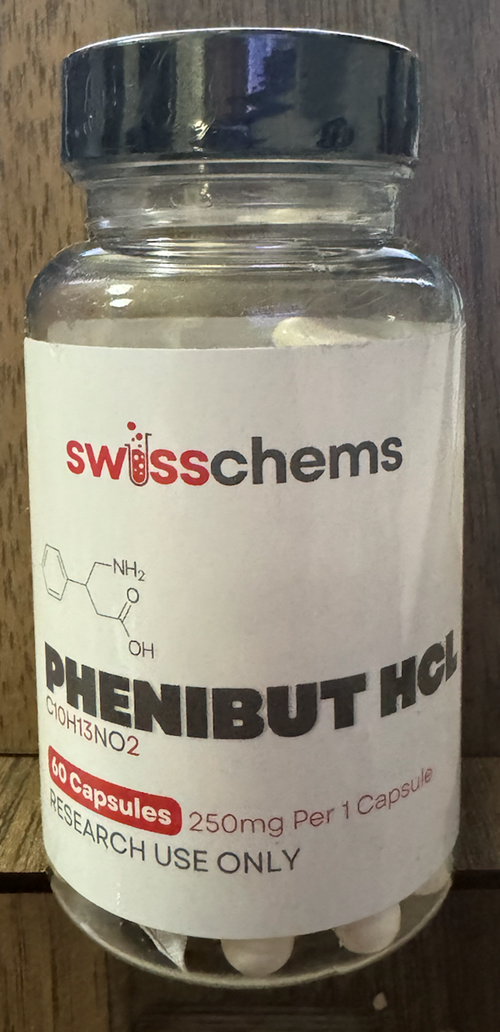 swisschems
NH₂
O
OH
PHENIBUT HCL
C10H13NO2
60 Capsules 250mg Per 1 Capsule
RESEARCH USE ONLY